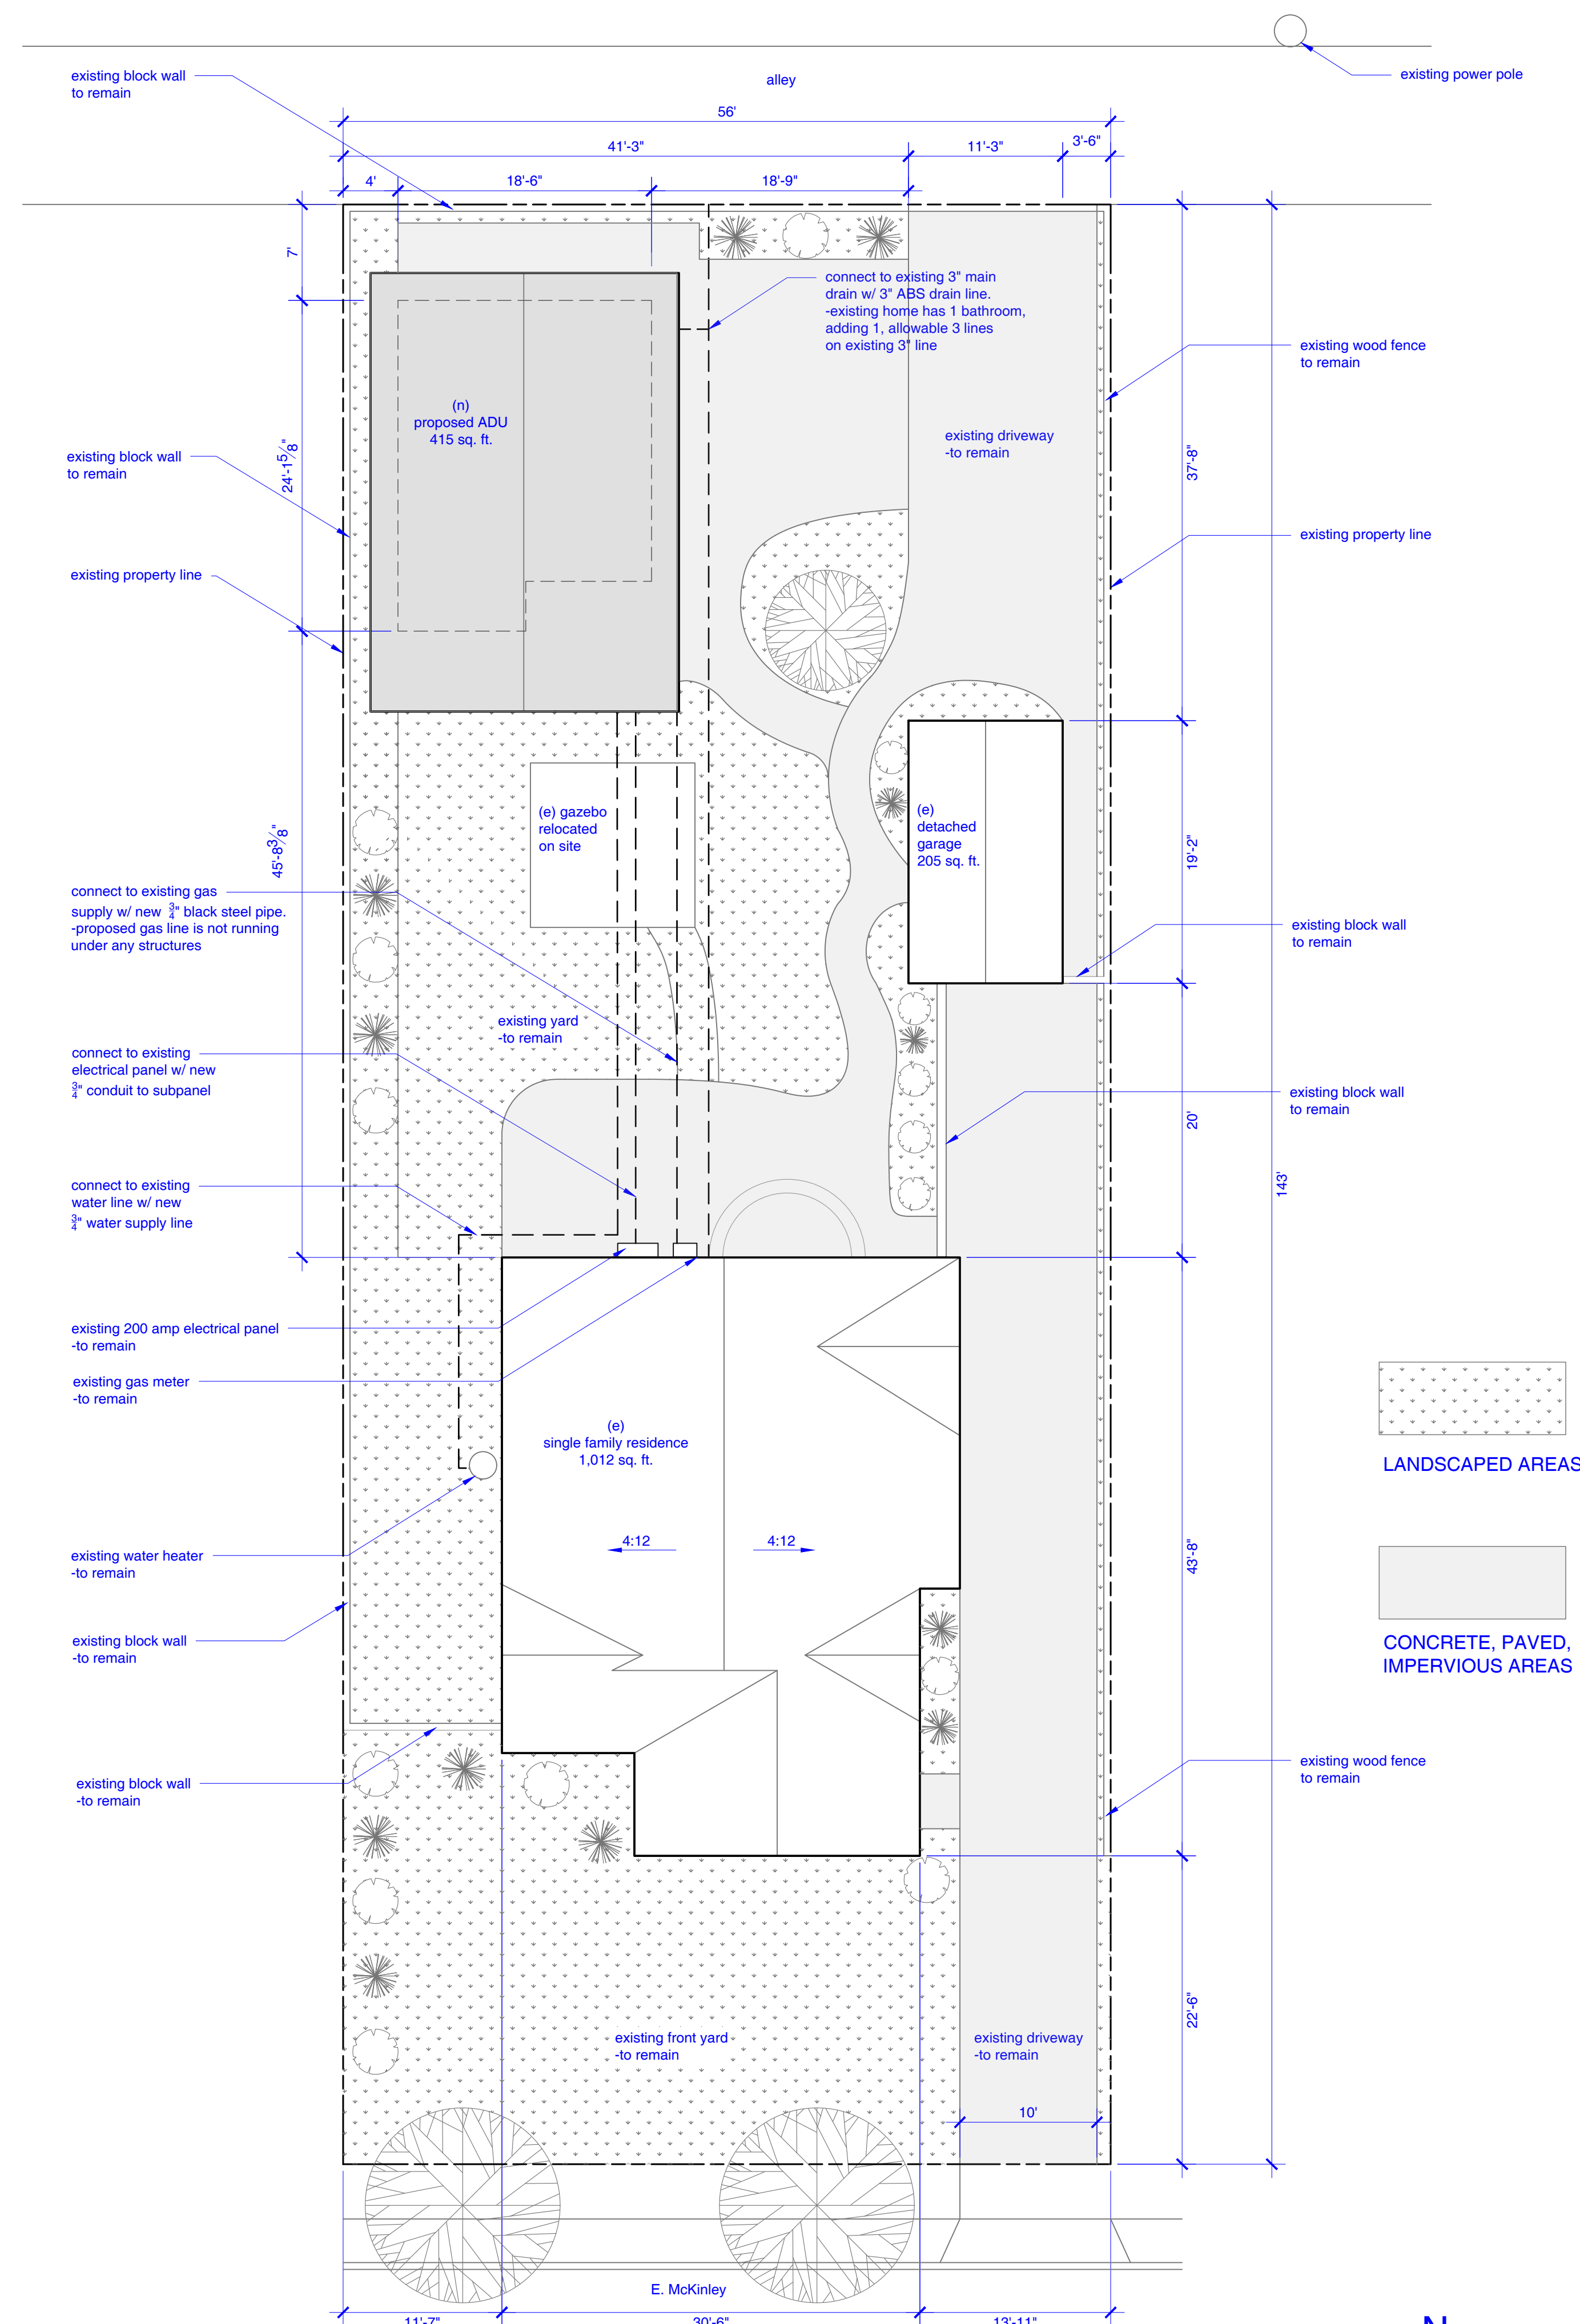 existing block wall
to remain
alley
existing power pole
56'
41'-3"
11'-3"
3'-6"
4'
18'-6"
18'-9"
7'
connect to existing 3" main
drain w/ 3" ABS drain line.
-existing home has 1 bathroom,
adding 1, allowable 3 lines
on existing 3" line
existing wood fence
to remain
(n)
proposed ADU
415 sq. ft.
existing driveway
-to remain
24'-1 5/8"
37'-8"
existing block wall
to remain
existing property line
existing property line
(e) gazebo
relocated
on site
(e)
detached
garage
205 sq. ft.
45'-8 3/8"
19'-2"
connect to existing gas
supply w/ new 3/4" black steel pipe.
-proposed gas line is not running
under any structures
existing block wall
to remain
existing yard
-to remain
connect to existing
electrical panel w/ new
3/4" conduit to subpanel
existing block wall
to remain
20'
143'
connect to existing
water line w/ new
3/4" water supply line
existing 200 amp electrical panel
-to remain
existing gas meter
-to remain
(e)
single family residence
1,012 sq. ft.
LANDSCAPED AREAS
4:12
4:12
43'-8"
existing water heater
-to remain
existing block wall
-to remain
CONCRETE, PAVED,
IMPERVIOUS AREAS
existing block wall
-to remain
existing wood fence
to remain
22'-6"
existing front yard
-to remain
existing driveway
-to remain
10'
E. McKinley
11'-7"
30'-6"
13'-11"
N